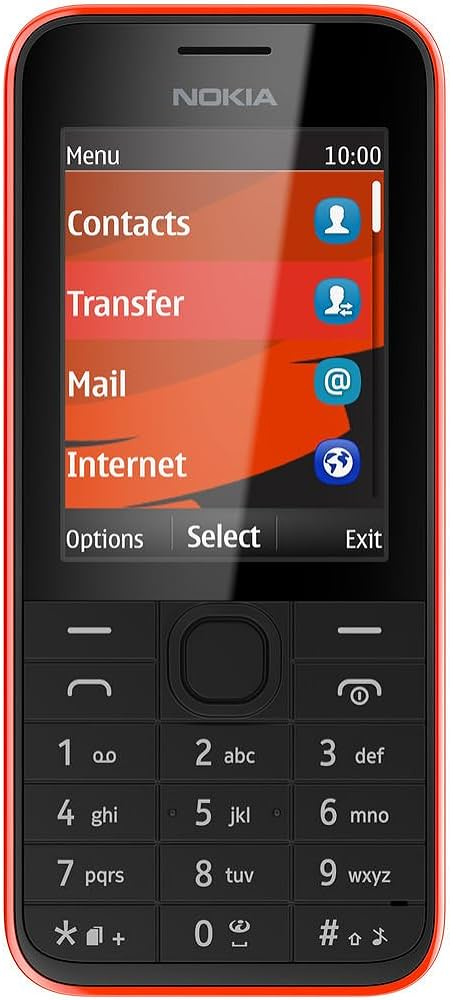 NOKIA
Menu 10:00
Contacts
Transfer
Mail
@
Internet
Options Select Exit
1 2 abc 3 def
4 ghi 5 jkl 6 mno
7 pqrs 8 tuv 9 wxyz
* + 0 #